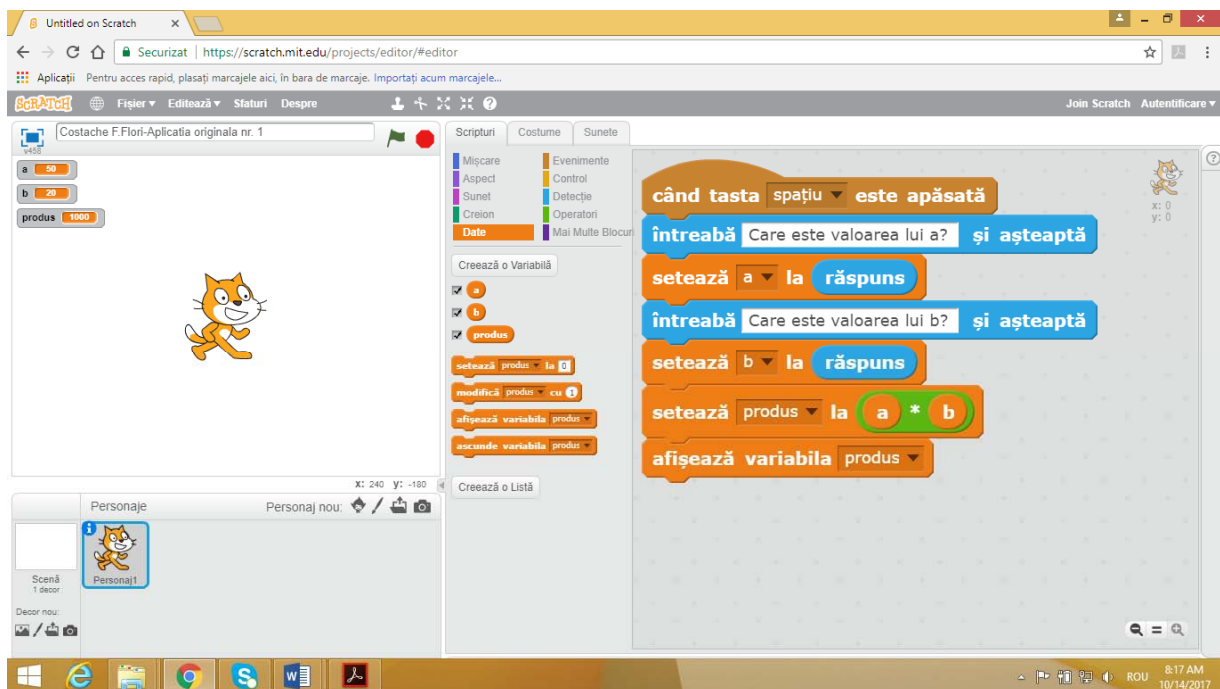 Untitled on Scratch
Securizat | https://scratch.mit.edu/projects/editor/#editor
Aplicații Pentru acces rapid, plasați marcajele aici, în bara de marcaje. Importați acum marcajele...
SCRATCH Fișier Editează Sfaturi Despre Join Scratch Autentificare
v458
Costache F.Flori-Aplicatia originala nr. 1
a 50
b 20
produs 1000
x: 240 y: -180
Personaje Personaj nou:
Personaj1
Scenă
1 decor
Decor nou:
Scripturi Costume Sunete
Mișcare Evenimente
Aspect Control
Sunet Detecție
Creion Operatori
Date Mai Multe Blocuri
Creează o Variabilă
a
b
produs
setează produs la 0
modifică produs cu 1
afișează variabila produs
ascunde variabila produs
Creează o Listă
când tasta spațiu este apăsată
întreabă Care este valoarea lui a? și așteaptă
setează a la răspuns
întreabă Care este valoarea lui b? și așteaptă
setează b la răspuns
setează produs la a * b
afișează variabila produs
x: 0
y: 0
ROU 8:17 AM
10/14/2017